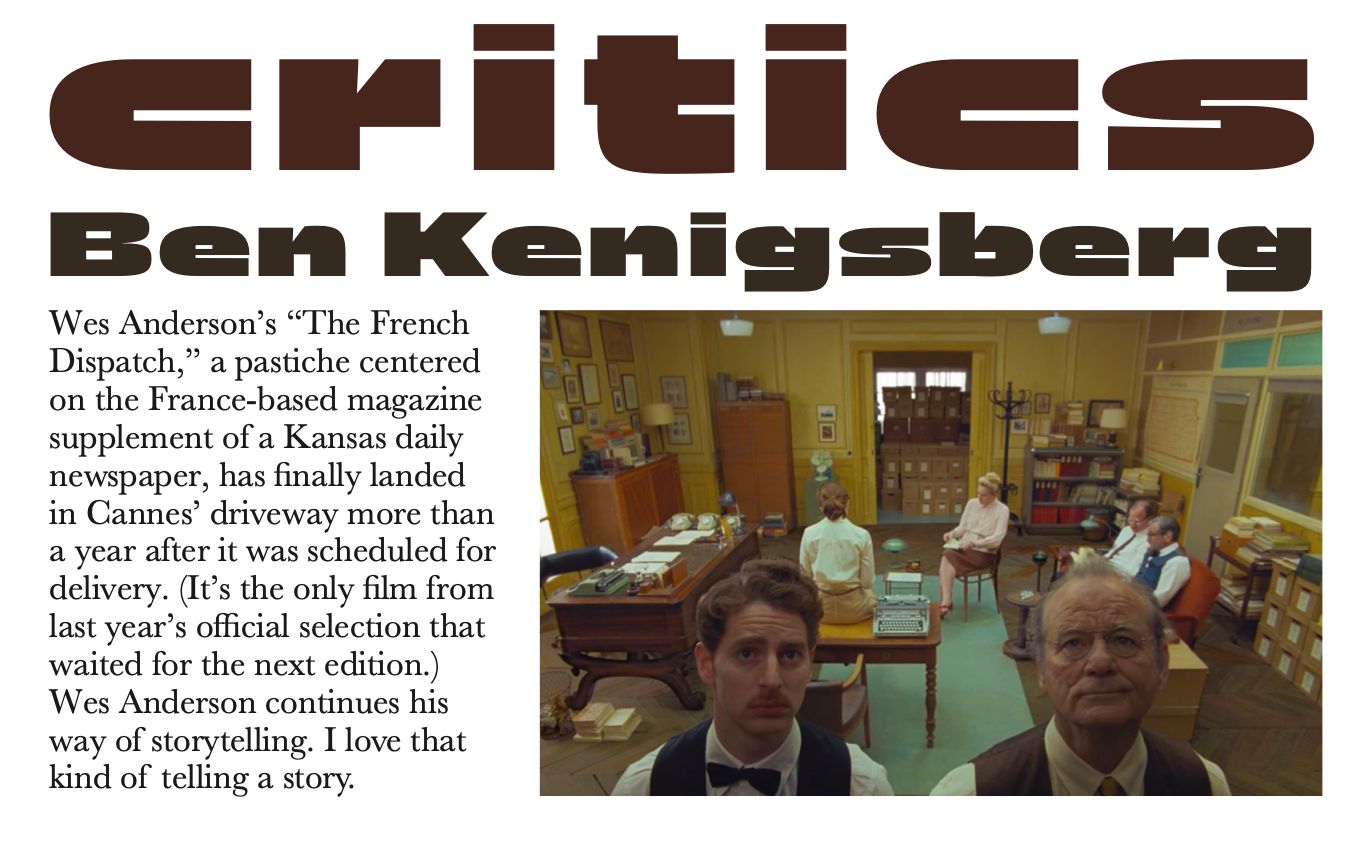 critics
Ben Kenigsberg
Wes Anderson’s “The French
Dispatch,” a pastiche centered
on the France-based magazine
supplement of a Kansas daily
newspaper, has finally landed
in Cannes’ driveway more than
a year after it was scheduled for
delivery. (It’s the only film from
last year’s official selection that
waited for the next edition.)
Wes Anderson continues his
way of storytelling. I love that
kind of telling a story.